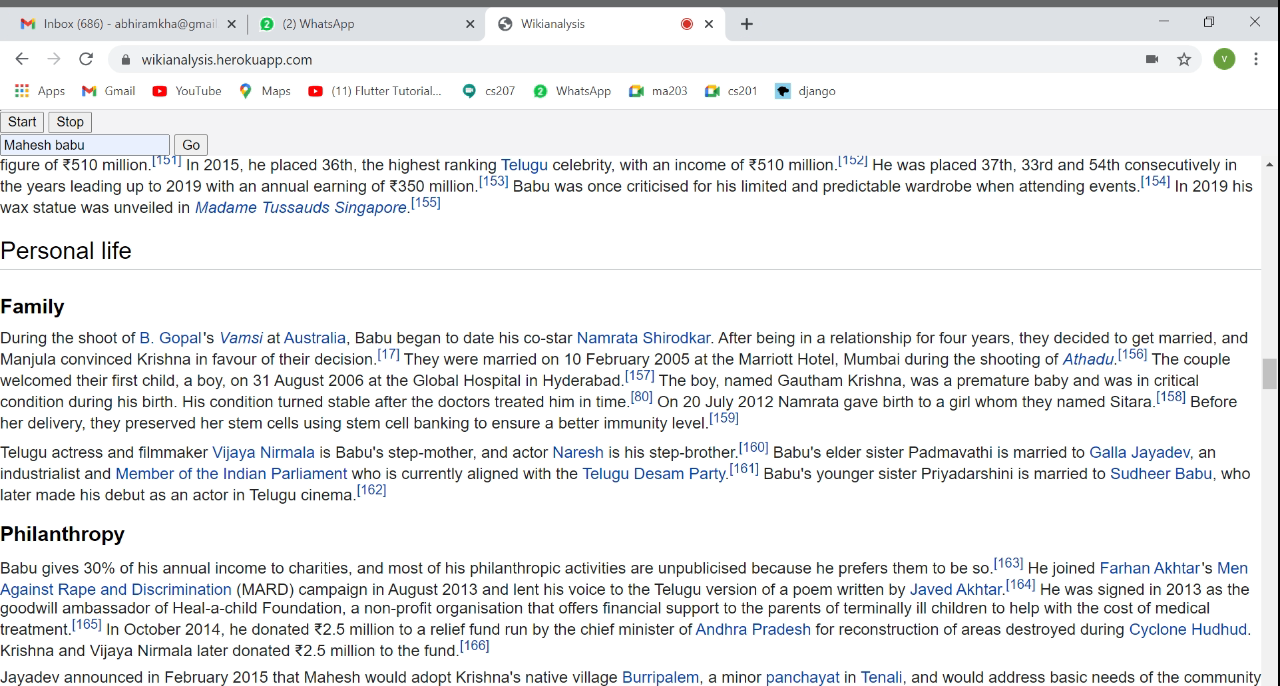 Inbox (686) - abhiramkha@gmai
(2) WhatsApp
Wikianalysis
wikianalysis.herokuapp.com
V
Apps Gmail YouTube Maps (11) Flutter Tutorial... cs207 WhatsApp ma203 cs201 django
Start Stop
Mahesh babu Go
figure of ₹510 million.[151] In 2015, he placed 36th, the highest ranking Telugu celebrity, with an income of ₹510 million.[152] He was placed 37th, 33rd and 54th consecutively in
the years leading up to 2019 with an annual earning of ₹350 million.[153] Babu was once criticised for his limited and predictable wardrobe when attending events.[154] In 2019 his
wax statue was unveiled in Madame Tussauds Singapore.[155]
Personal life
Family
During the shoot of B. Gopal's Vamsi at Australia, Babu began to date his co-star Namrata Shirodkar. After being in a relationship for four years, they decided to get married, and
Manjula convinced Krishna in favour of their decision.[17] They were married on 10 February 2005 at the Marriott Hotel, Mumbai during the shooting of Athadu.[156] The couple
welcomed their first child, a boy, on 31 August 2006 at the Global Hospital in Hyderabad.[157] The boy, named Gautham Krishna, was a premature baby and was in critical
condition during his birth. His condition turned stable after the doctors treated him in time.[80] On 20 July 2012 Namrata gave birth to a girl whom they named Sitara.[158] Before
her delivery, they preserved her stem cells using stem cell banking to ensure a better immunity level.[159]
Telugu actress and filmmaker Vijaya Nirmala is Babu's step-mother, and actor Naresh is his step-brother.[160] Babu's elder sister Padmavathi is married to Galla Jayadev, an
industrialist and Member of the Indian Parliament who is currently aligned with the Telugu Desam Party.[161] Babu's younger sister Priyadarshini is married to Sudheer Babu, who
later made his debut as an actor in Telugu cinema.[162]
Philanthropy
Babu gives 30% of his annual income to charities, and most of his philanthropic activities are unpublicised because he prefers them to be so.[163] He joined Farhan Akhtar's Men
Against Rape and Discrimination (MARD) campaign in August 2013 and lent his voice to the Telugu version of a poem written by Javed Akhtar.[164] He was signed in 2013 as the
goodwill ambassador of Heal-a-child Foundation, a non-profit organisation that offers financial support to the parents of terminally ill children to help with the cost of medical
treatment.[165] In October 2014, he donated ₹2.5 million to a relief fund run by the chief minister of Andhra Pradesh for reconstruction of areas destroyed during Cyclone Hudhud.
Krishna and Vijaya Nirmala later donated ₹2.5 million to the fund.[166]
Jayadev announced in February 2015 that Mahesh would adopt Krishna's native village Burripalem, a minor panchayat in Tenali, and would address basic needs of the community